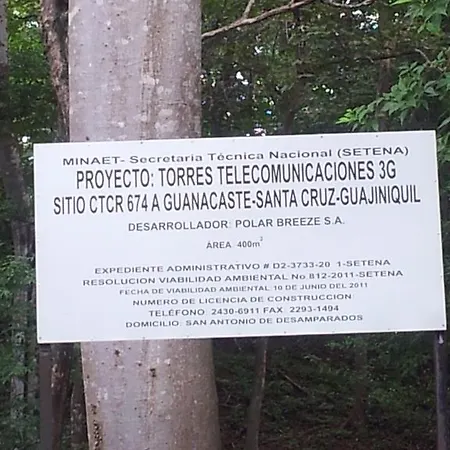 MINAET- Secretaria Técnica Nacional (SETENA)
PROYECTO: TORRES TELECOMUNICACIONES 3G
SITIO CTCR 674 A GUANACASTE-SANTA CRUZ-GUAJINIQUIL
DESARROLLADOR: POLAR BREEZE S.A.
ÁREA: 400m²
EXPEDIENTE ADMINISTRATIVO # D2-3733-20 1-SETENA
RESOLUCION VIABILIDAD AMBIENTAL No 812-2011-SETENA
FECHA DE VIABILIDAD AMBIENTAL 10 DE JUNIO DEL 2011
NUMERO DE LICENCIA DE CONSTRUCCION
TELÉFONO: 2430-6911 FAX: 2293-1494
DOMICILIO: SAN ANTONIO DE DESAMPARADOS